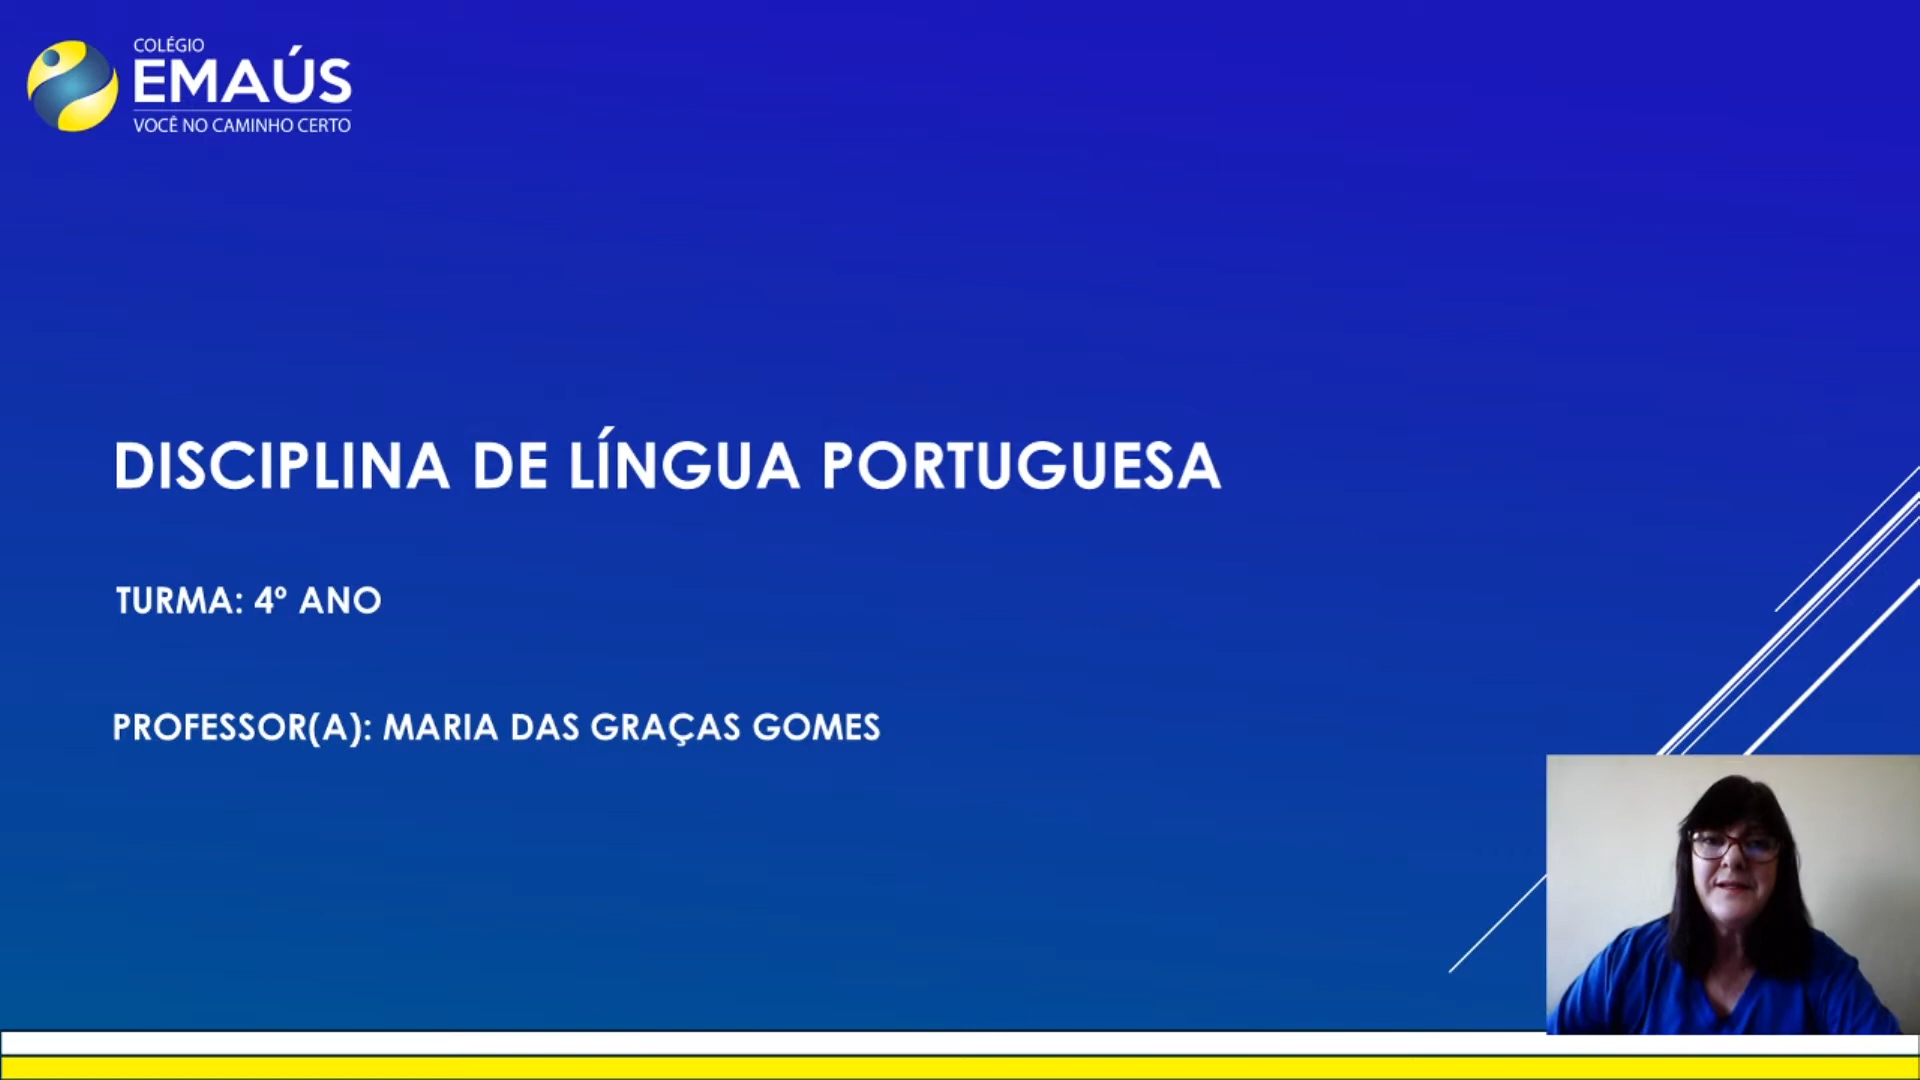 COLÉGIO
EMAÚS
VOCÊ NO CAMINHO CERTO
DISCIPLINA DE LÍNGUA PORTUGUESA
TURMA: 4º ANO
PROFESSOR(A): MARIA DAS GRAÇAS GOMES